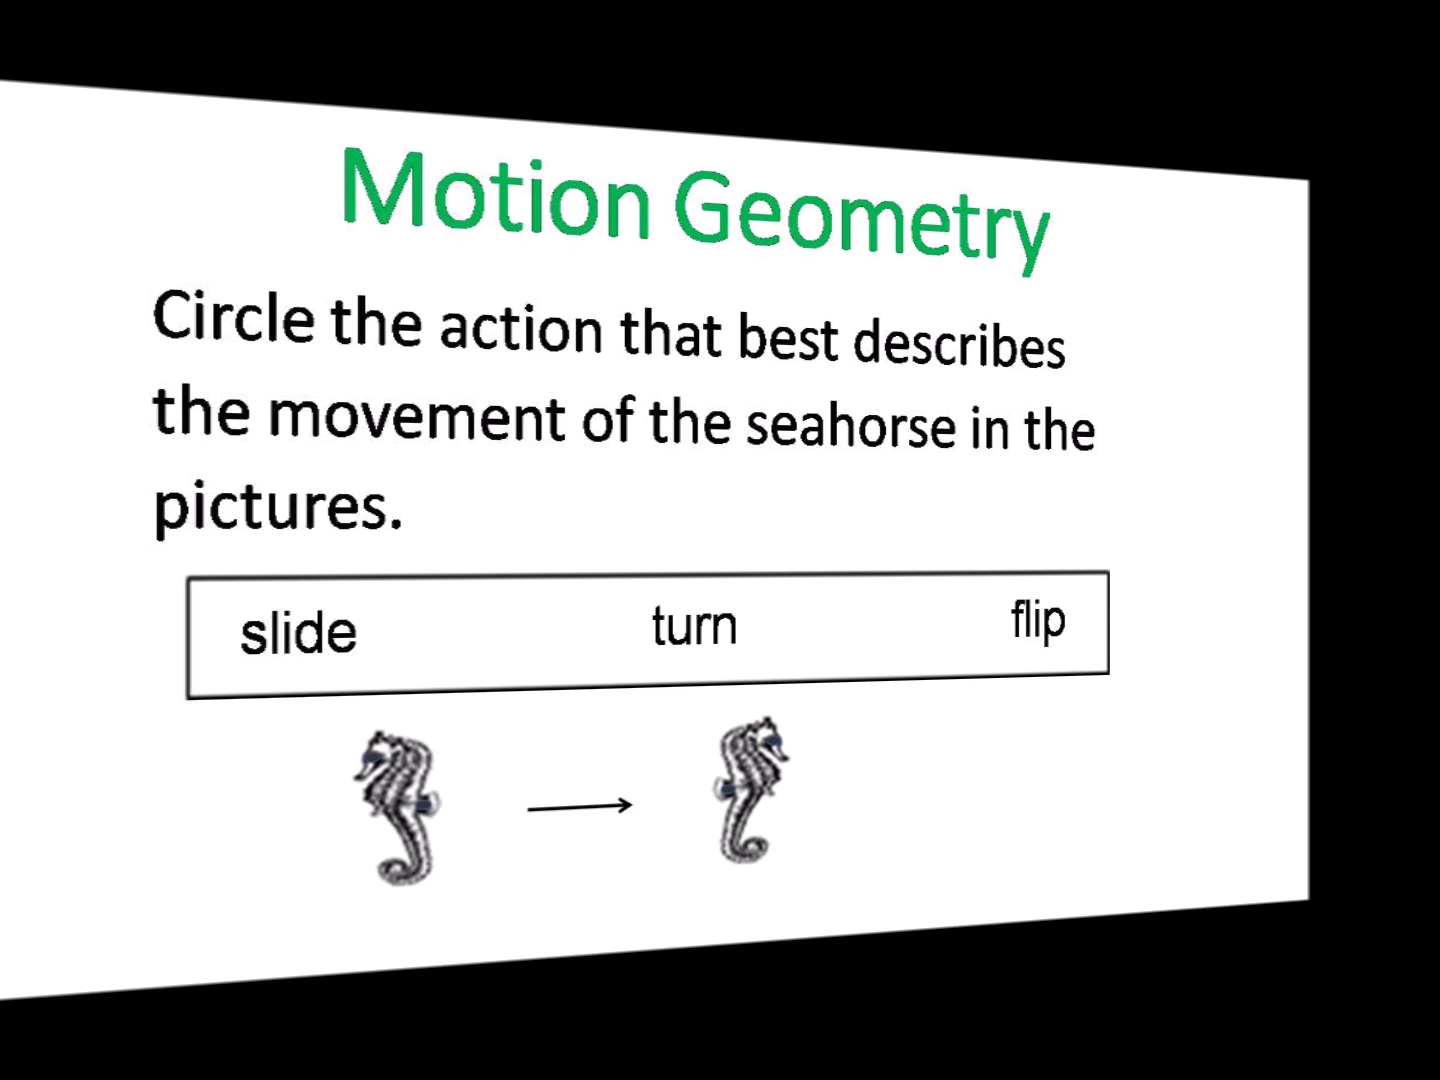 Motion Geometry
Circle the action that best describes
the movement of the seahorse in the
pictures.
slide turn flip